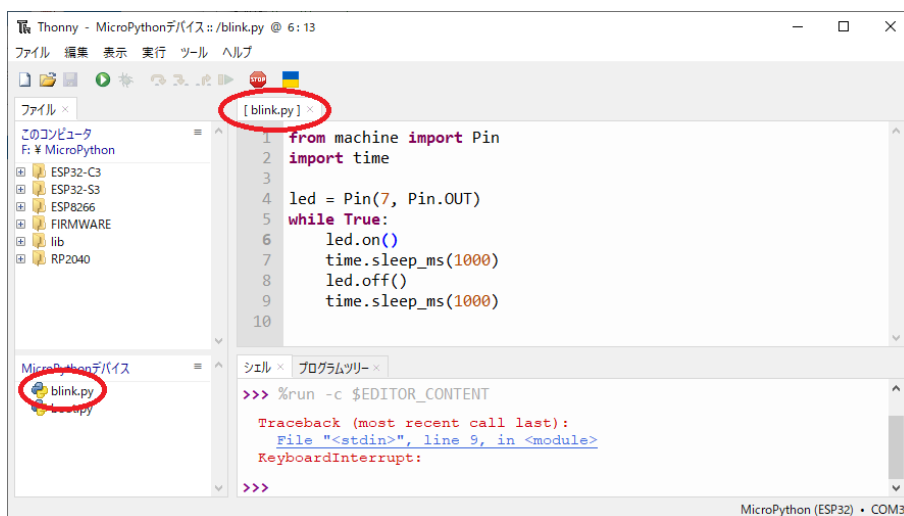 Thonny - MicroPythonデバイス :: /blink.py @ 6 : 13
ファイル 編集 表示 実行 ツール ヘルプ
STOP
ファイル ×
[ blink.py ] ×
このコンピュータ
F: ¥ MicroPython
ESP32-C3
ESP32-S3
ESP8266
FIRMWARE
lib
RP2040
1 from machine import Pin
2 import time
3
4 led = Pin(7, Pin.OUT)
5 while True:
6     led.on()
7     time.sleep_ms(1000)
8     led.off()
9     time.sleep_ms(1000)
10
MicroPythonデバイス
blink.py
boot.py
シェル × プログラムツリー ×
>>> %run -c $EDITOR_CONTENT
Traceback (most recent call last):
File "<stdin>", line 9, in <module>
KeyboardInterrupt:
>>>
MicroPython (ESP32) • COM3